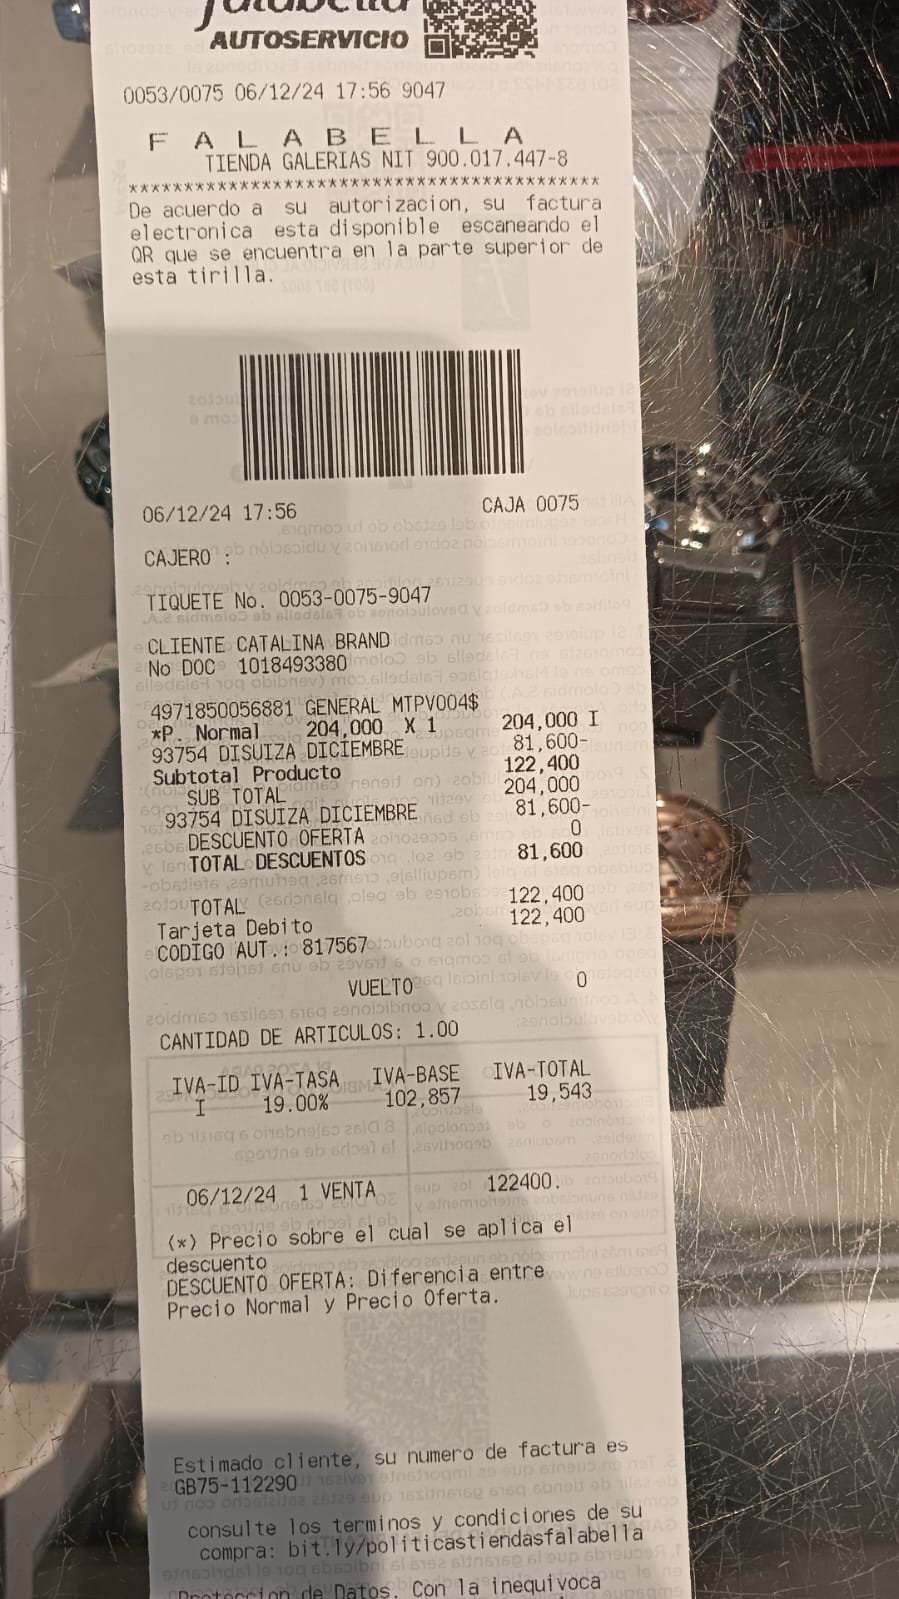 falabella
AUTOSERVICIO
0053/0075 06/12/24 17:56 9047
F A L A B E L L A
TIENDA GALERIAS NIT 900.017.447-8
******************************************
De acuerdo a su autorizacion, su factura
electronica esta disponible escaneando el
QR que se encuentra en la parte superior de
esta tirilla.
06/12/24 17:56 CAJA 0075
CAJERO :
TIQUETE No. 0053-0075-9047
CLIENTE CATALINA BRAND
No DOC 1018493380
4971850056881 GENERAL MTPV004$
*P. Normal 204,000 X 1 204,000 I
93754 DISUIZA DICIEMBRE 81,600-
Subtotal Producto 122,400
SUB TOTAL 204,000
93754 DISUIZA DICIEMBRE 81,600-
DESCUENTO OFERTA 0
TOTAL DESCUENTOS 81,600
TOTAL 122,400
Tarjeta Debito 122,400
CODIGO AUT.: 817567
VUELTO 0
CANTIDAD DE ARTICULOS: 1.00
IVA-ID IVA-TASA IVA-BASE IVA-TOTAL
I 19.00% 102,857 19,543
06/12/24 1 VENTA 122400.
(*) Precio sobre el cual se aplica el
descuento
DESCUENTO OFERTA: Diferencia entre
Precio Normal y Precio Oferta.
Estimado cliente, su numero de factura es
GB75-112290
consulte los terminos y condiciones de su
compra: bit.ly/politicastiendasfalabella
Proteccion de Datos. Con la inequivoca